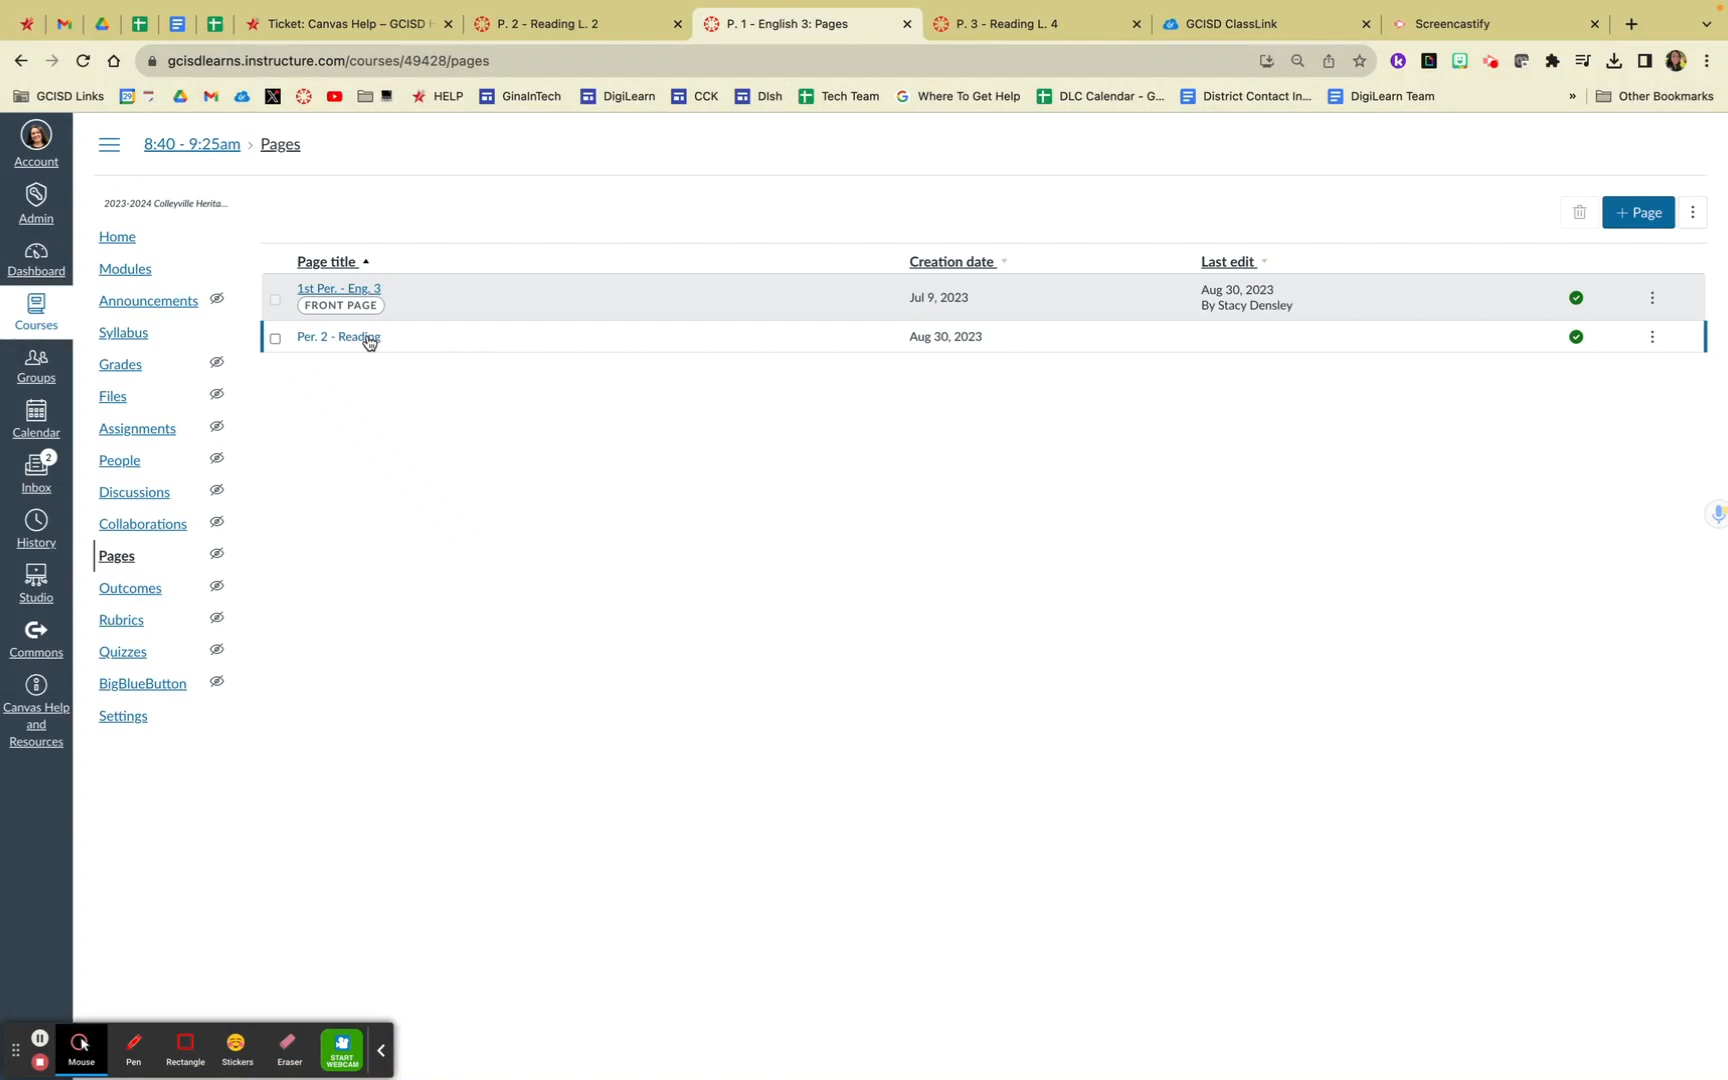 Ticket: Canvas Help – GCISD H
P. 2 - Reading L. 2
P. 1 - English 3: Pages
P. 3 - Reading L. 4
GCISD ClassLink
Screencastify
gcisdlearns.instructure.com/courses/49428/pages
GCISD Links
HELP
GinaInTech
DigiLearn
CCK
DIsh
Tech Team
Where To Get Help
DLC Calendar - G...
District Contact In...
DigiLearn Team
»
Other Bookmarks
8:40 - 9:25am › Pages
Account
Admin
Dashboard
Courses
Groups
Calendar
2
Inbox
History
Studio
Commons
Canvas Help
and
Resources
2023-2024 Colleyville Herita...
Home
Modules
Announcements
Syllabus
Grades
Files
Assignments
People
Discussions
Collaborations
Pages
Outcomes
Rubrics
Quizzes
BigBlueButton
Settings
+ Page
Page title
Creation date
Last edit
1st Per. - Eng. 3
FRONT PAGE
Jul 9, 2023
Aug 30, 2023
By Stacy Densley
Per. 2 - Reading
Aug 30, 2023
Mouse
Pen
Rectangle
Stickers
Eraser
START
WEBCAM